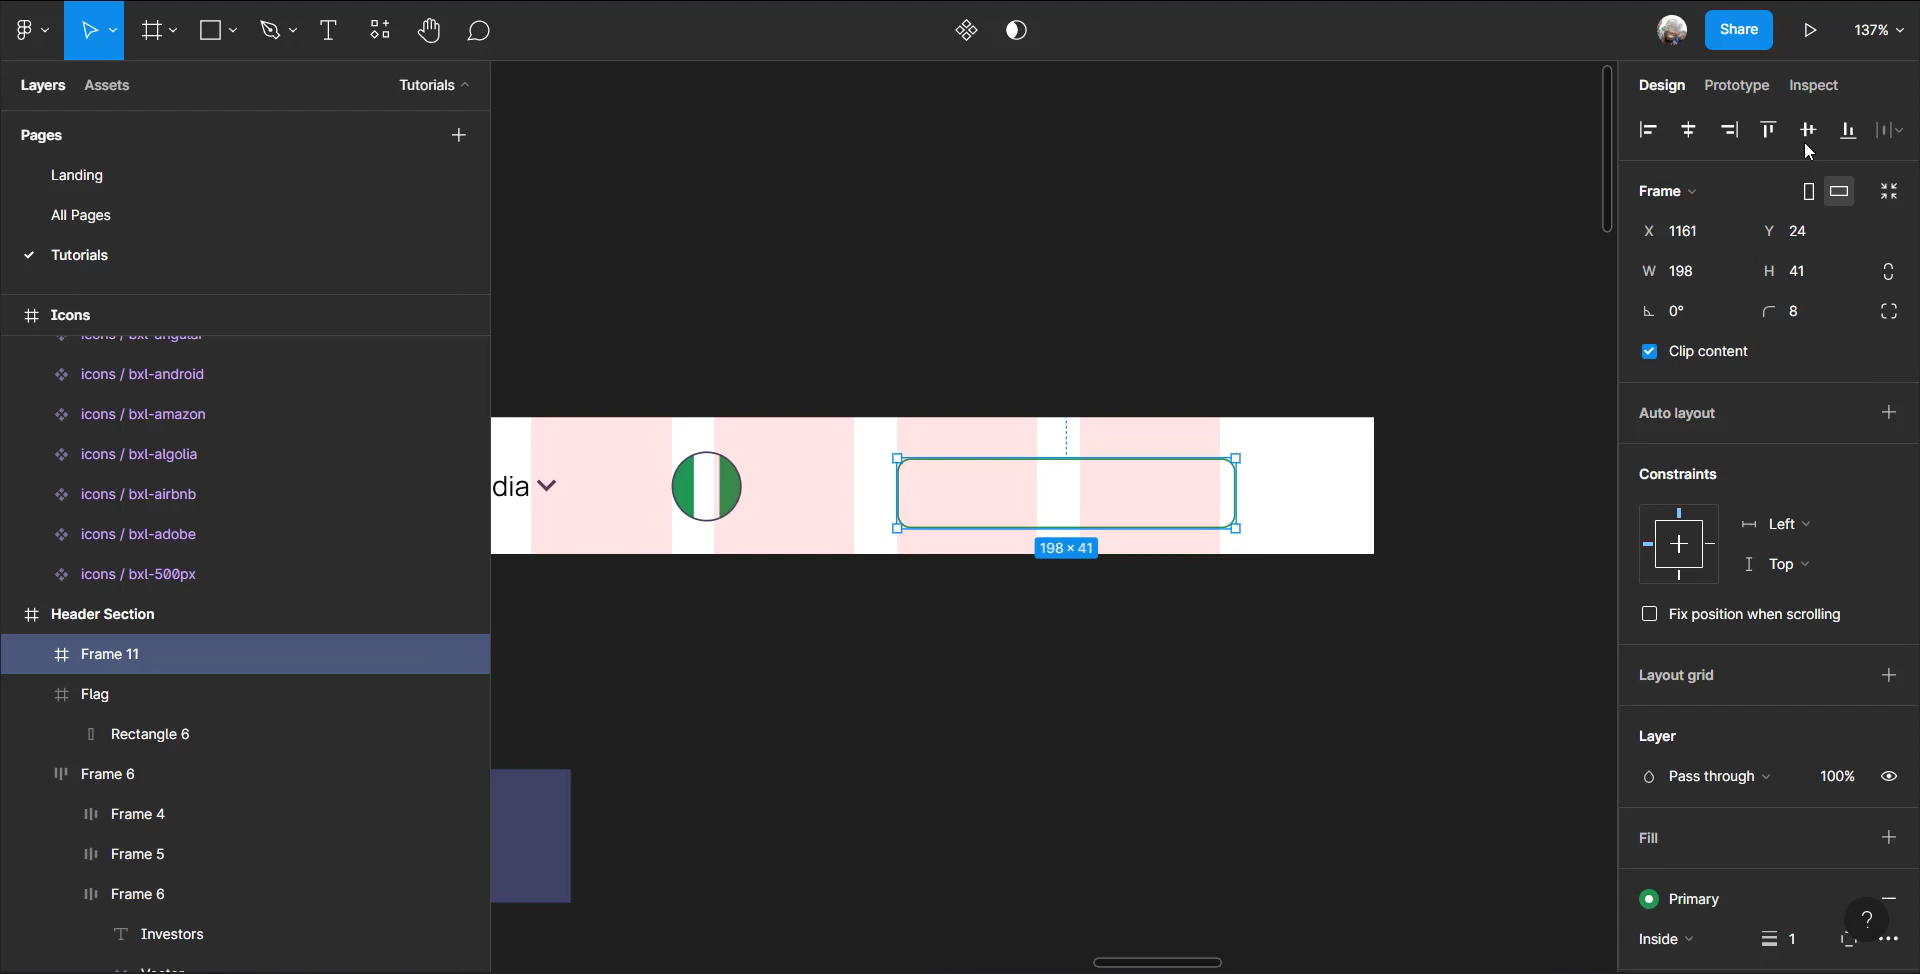 Share
137%
Layers Assets Tutorials
Pages
Landing
All Pages
Tutorials
Icons
icons / bxl-angular
icons / bxl-android
icons / bxl-amazon
icons / bxl-algolia
icons / bxl-airbnb
icons / bxl-adobe
icons / bxl-500px
Header Section
Frame 11
Flag
Rectangle 6
Frame 6
Frame 4
Frame 5
Frame 6
Investors
Vector
dia
198 × 41
Design Prototype Inspect
Frame
X 1161 Y 24
W 198 H 41
0° 8
Clip content
Auto layout
Constraints
Left
Top
Fix position when scrolling
Layout grid
Layer
Pass through 100%
Fill
Primary
?
Inside 1